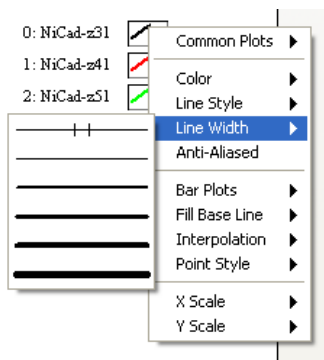 0: NiCad-z31
1: NiCad-z41
2: NiCad-z51
Common Plots
Color
Line Style
Line Width
Anti-Aliased
Bar Plots
Fill Base Line
Interpolation
Point Style
X Scale
Y Scale